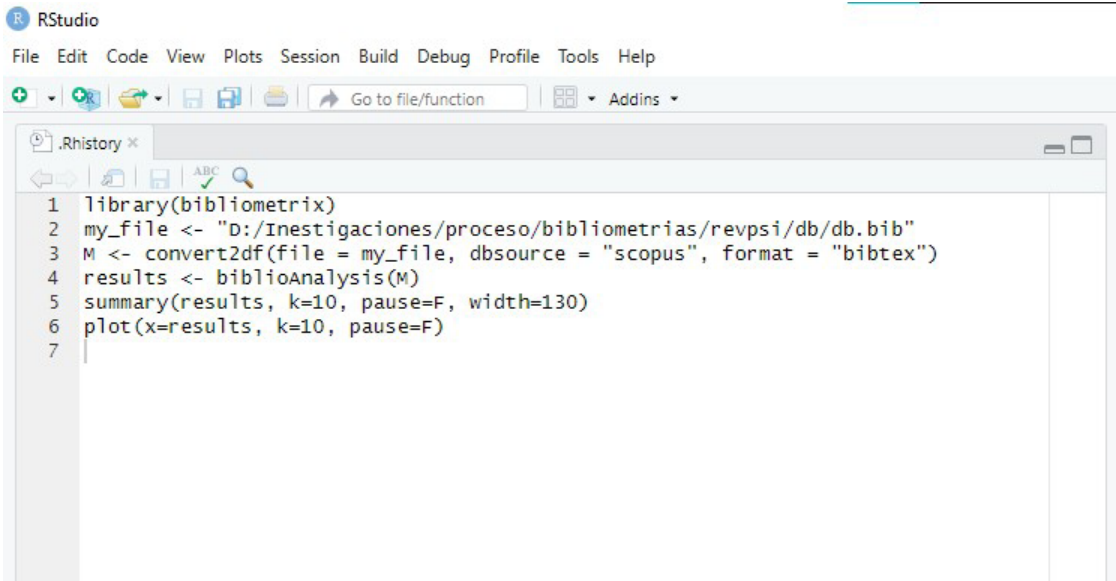 R RStudio
File Edit Code View Plots Session Build Debug Profile Tools Help
R Go to file/function Addins
.Rhistory
ABC
1 library(bibliometrix)
2 my_file <- "D:/Inestigaciones/proceso/bibliometrias/revpsi/db/db.bib"
3 M <- convert2df(file = my_file, dbsource = "scopus", format = "bibtex")
4 results <- biblioAnalysis(M)
5 summary(results, k=10, pause=F, width=130)
6 plot(x=results, k=10, pause=F)
7